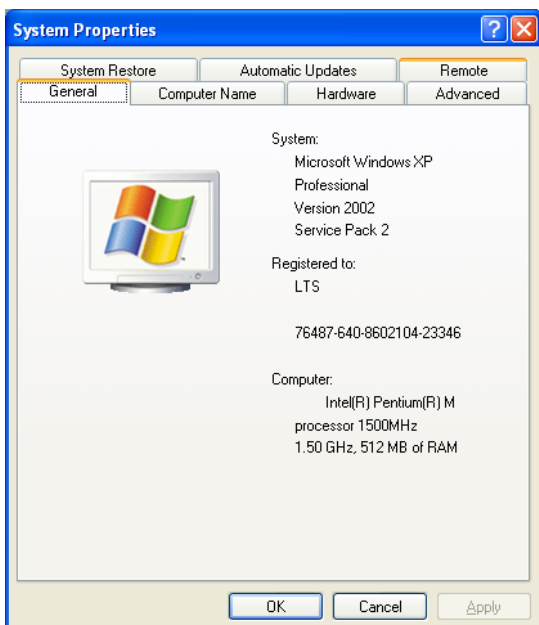 System Properties
System Restore
Automatic Updates
Remote
General
Computer Name
Hardware
Advanced
System:
Microsoft Windows XP
Professional
Version 2002
Service Pack 2
Registered to:
LTS
76487-640-8602104-23346
Computer:
Intel(R) Pentium(R) M
processor 1500MHz
1.50 GHz, 512 MB of RAM
OK
Cancel
Apply